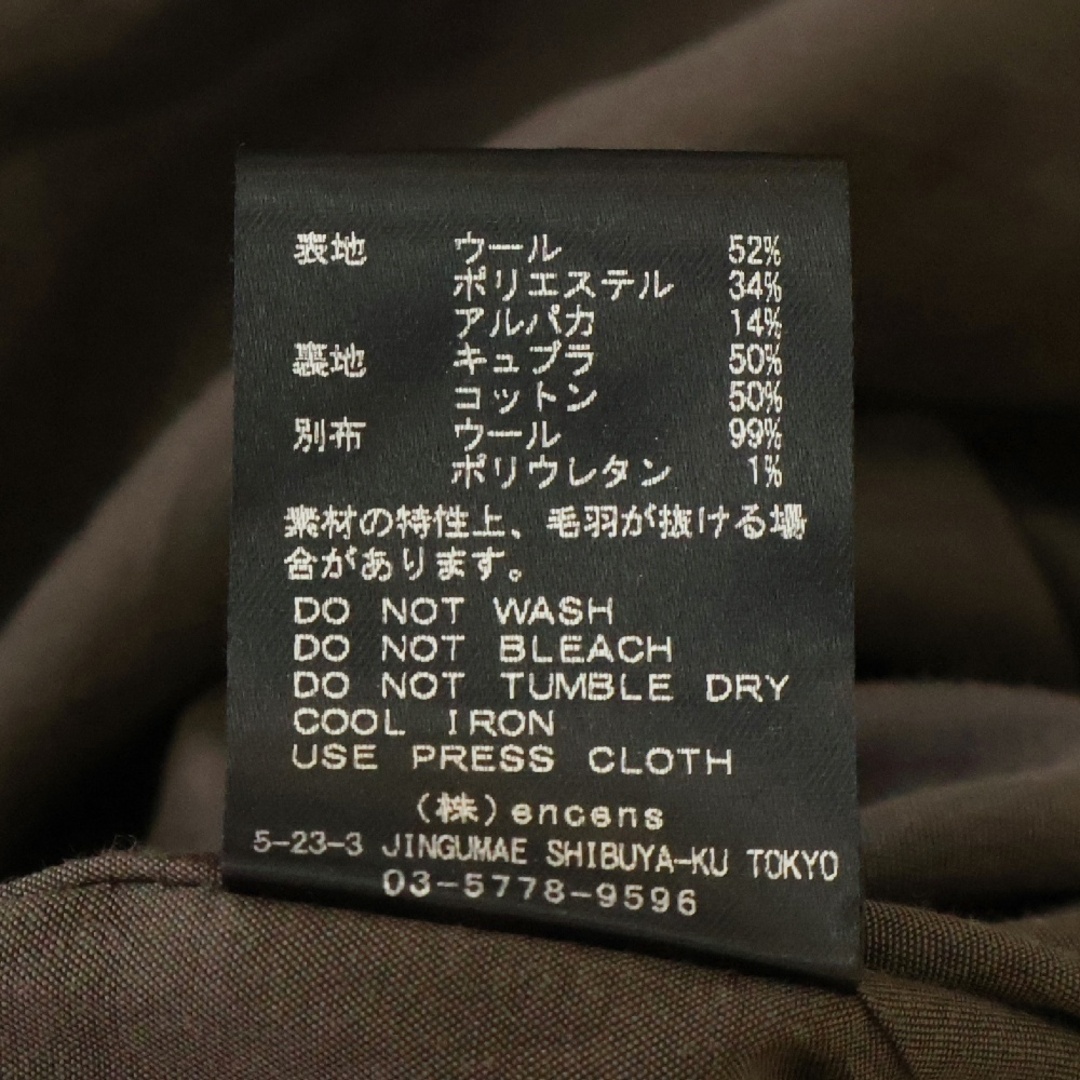 表地 ウール 52%
ポリエステル 34%
アルパカ 14%
裏地 キュプラ 50%
コットン 50%
別布 ウール 99%
ポリウレタン 1%
素材の特性上、毛羽が抜ける場
合があります。
DO NOT WASH
DO NOT BLEACH
DO NOT TUMBLE DRY
COOL IRON
USE PRESS CLOTH
(株)encens
5-23-3 JINGUMAE SHIBUYA-KU TOKYO
03-5778-9596